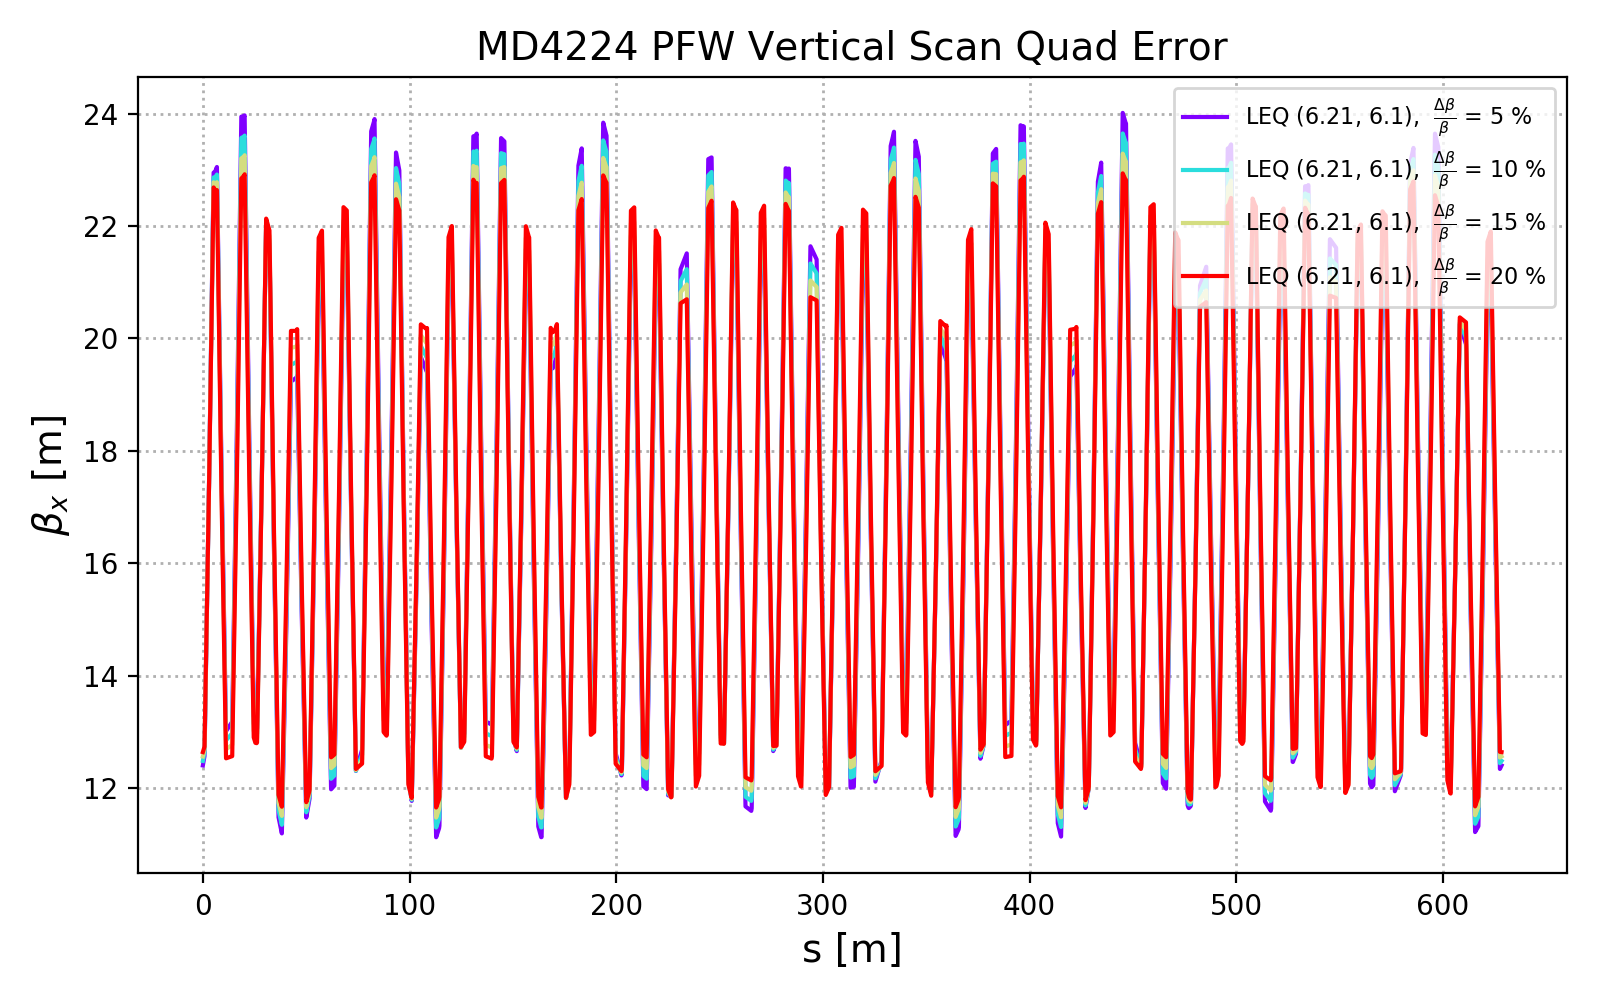 MD4224 PFW Vertical Scan Quad Error
24
22
20
18
16
14
12
βx [m]
LEQ (6.21, 6.1), Δβ/β = 5 %
LEQ (6.21, 6.1), Δβ/β = 10 %
LEQ (6.21, 6.1), Δβ/β = 15 %
LEQ (6.21, 6.1), Δβ/β = 20 %
0 100 200 300 400 500 600
s [m]